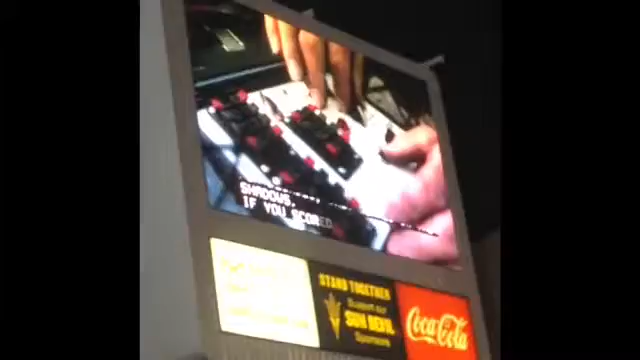 SHADOWS,
IF YOU SCORED
STAND TOGETHER
Support our
SUN DEVIL
Sponsors
Coca-Cola